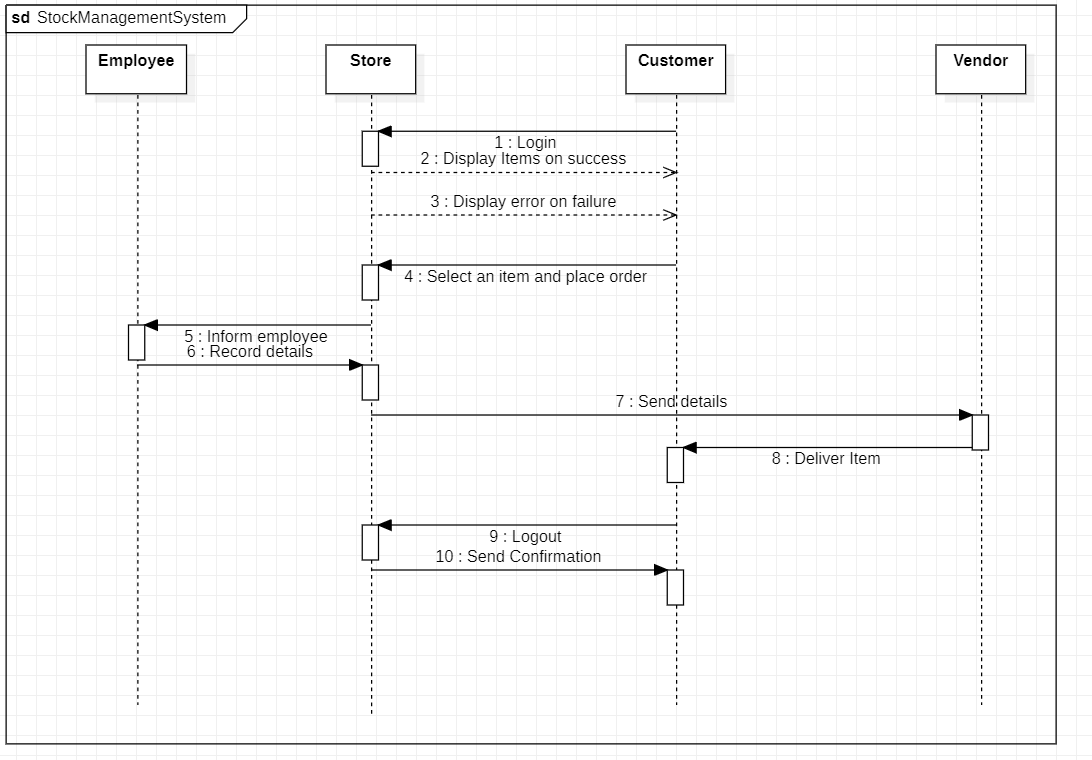 sd StockManagementSystem
Employee
Store
Customer
Vendor
1 : Login
2 : Display Items on success
3 : Display error on failure
4 : Select an item and place order
5 : Inform employee
6 : Record details
7 : Send details
8 : Deliver Item
9 : Logout
10 : Send Confirmation